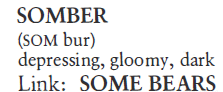 SOMBER
(SOM bur)
depressing, gloomy, dark
Link: SOME BEARS